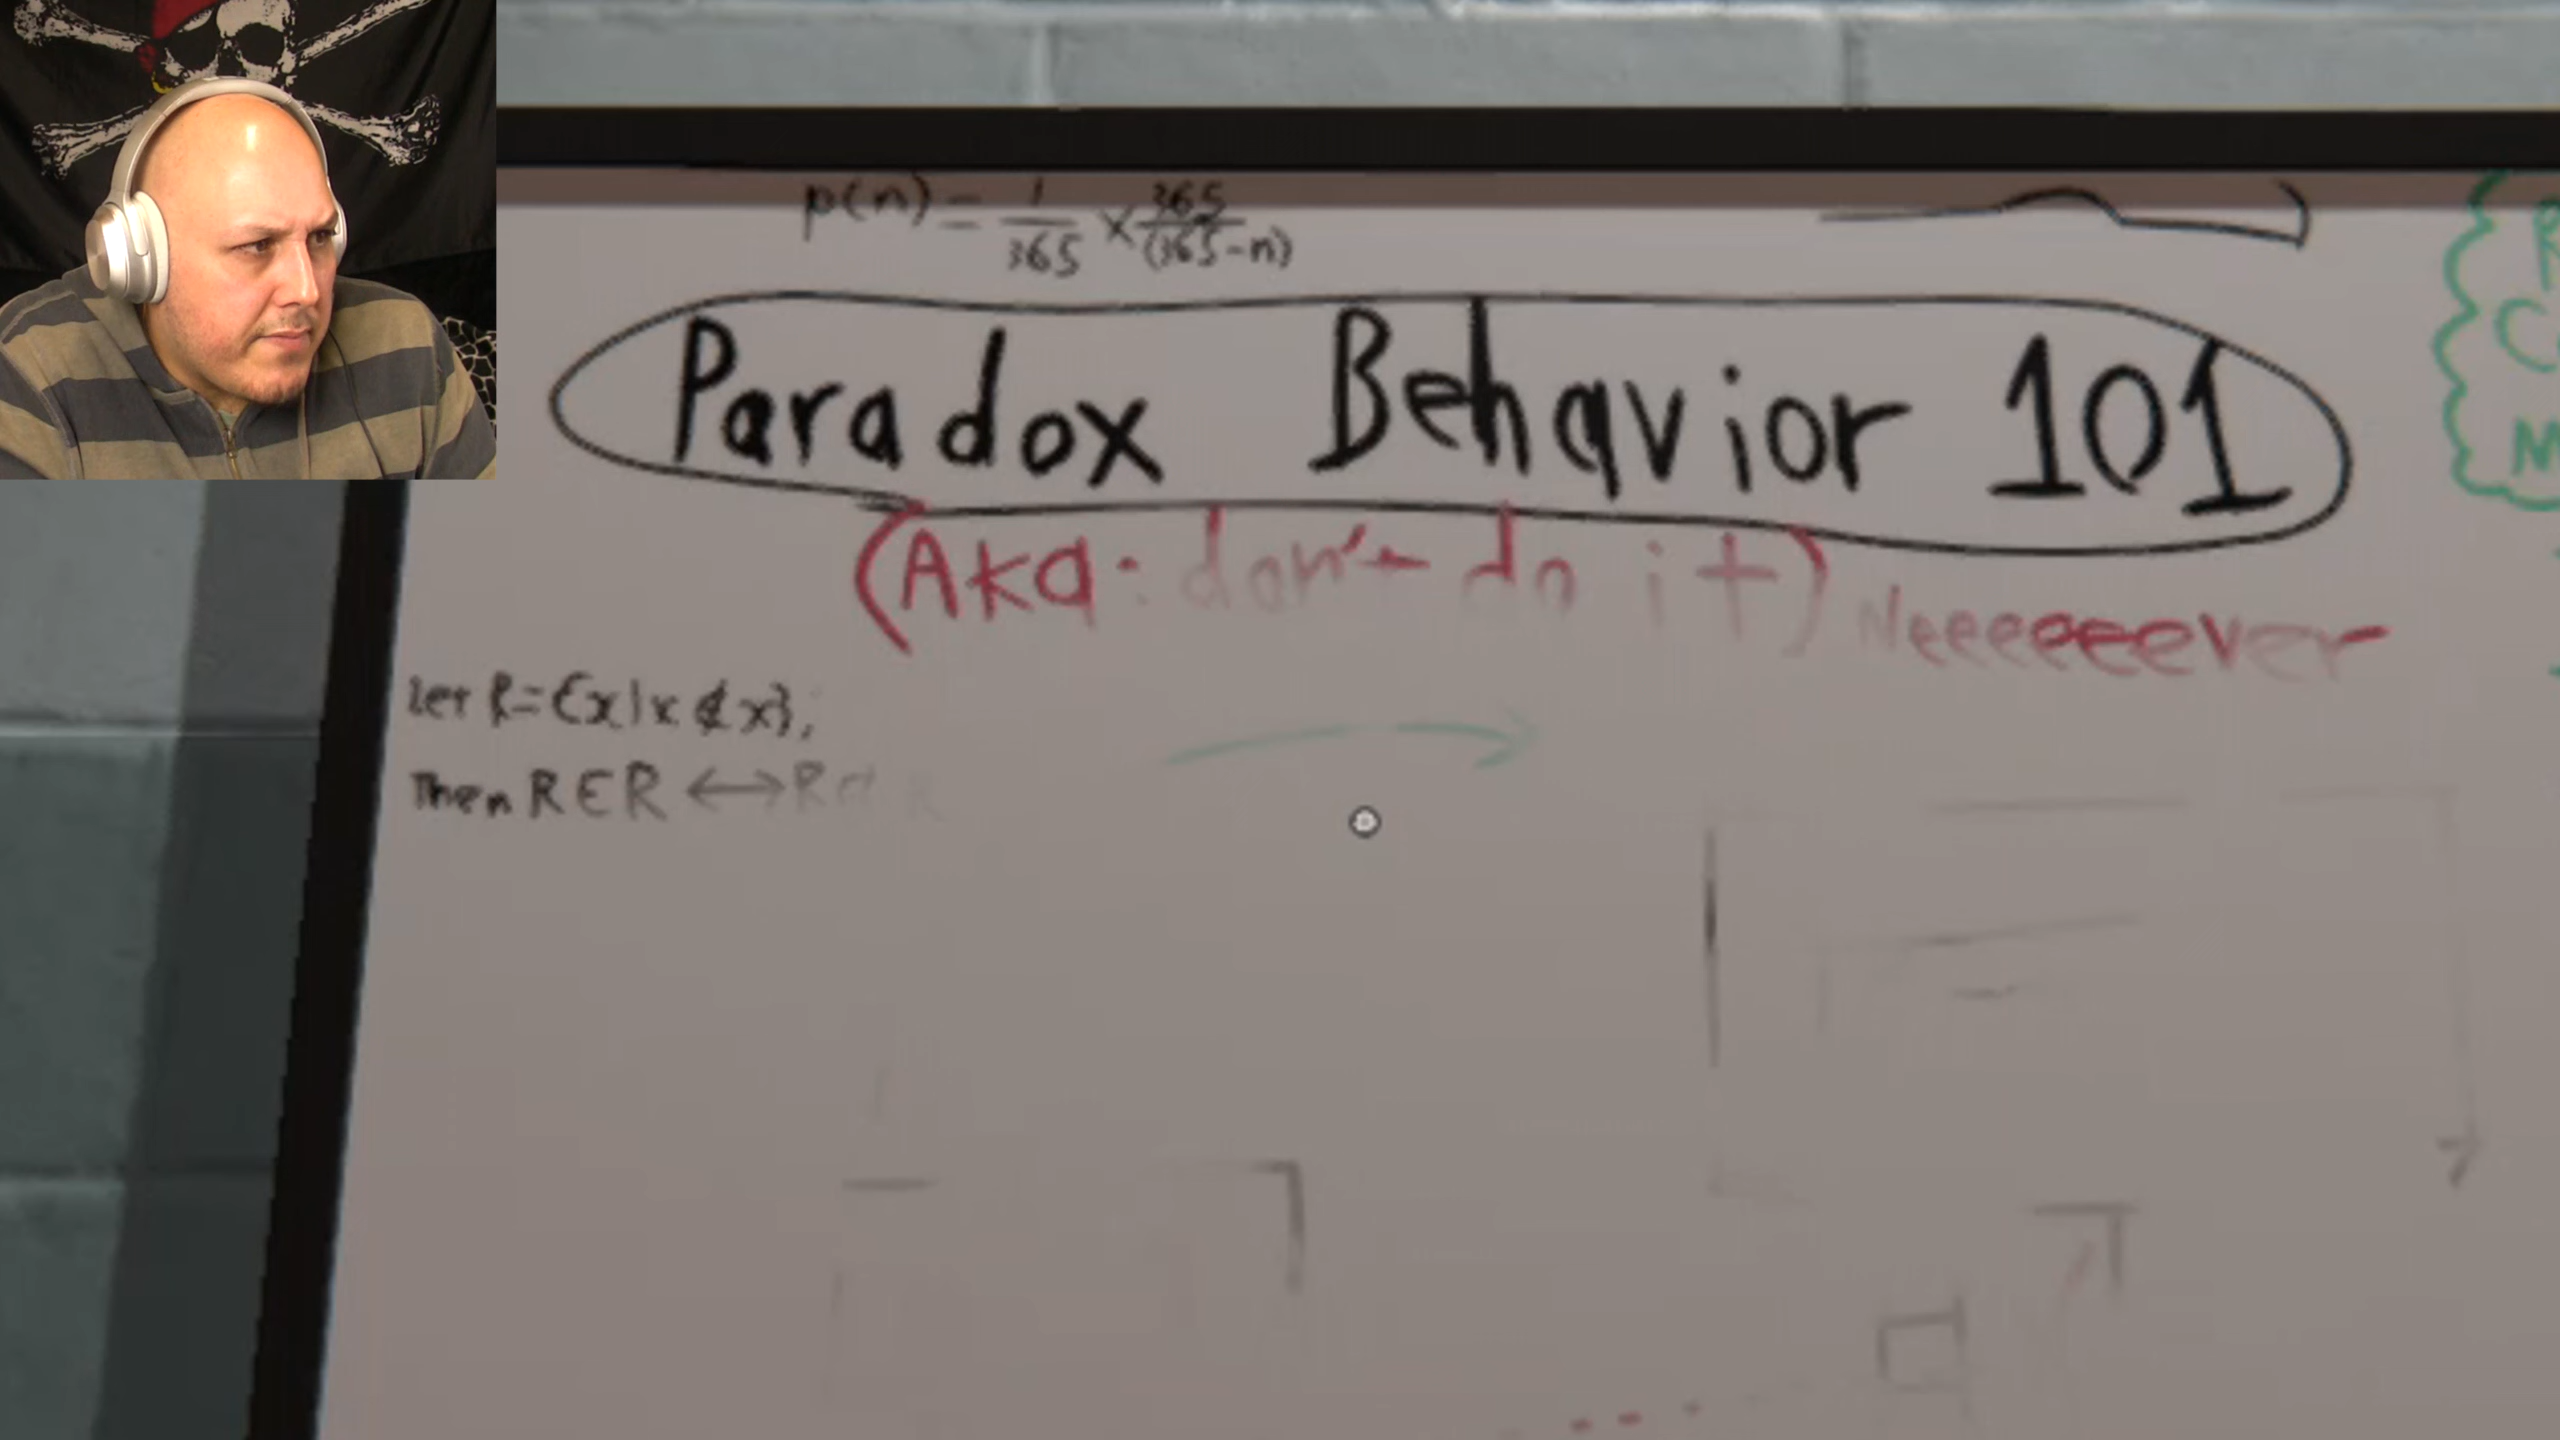 p(n) = 1/365 × 365/(365-n)
Paradox Behavior 101
(AKA: don't do it) Neeeeeever
Let R={x|x∉x},
Then R∈R ↔ R∉R